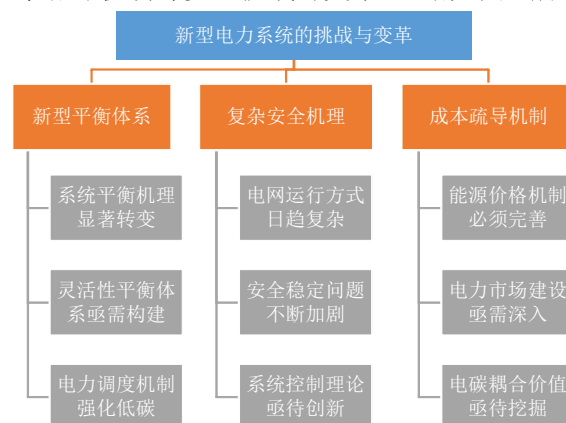 新型电力系统的挑战与变革
新型平衡体系
复杂安全机理
成本疏导机制
系统平衡机理
显著转变
电网运行方式
日趋复杂
能源价格机制
必须完善
灵活性平衡体
系亟需构建
安全稳定问题
不断加剧
电力市场建设
亟需深入
电力调度机制
强化低碳
系统控制理论
亟待创新
电碳耦合价值
亟待挖掘